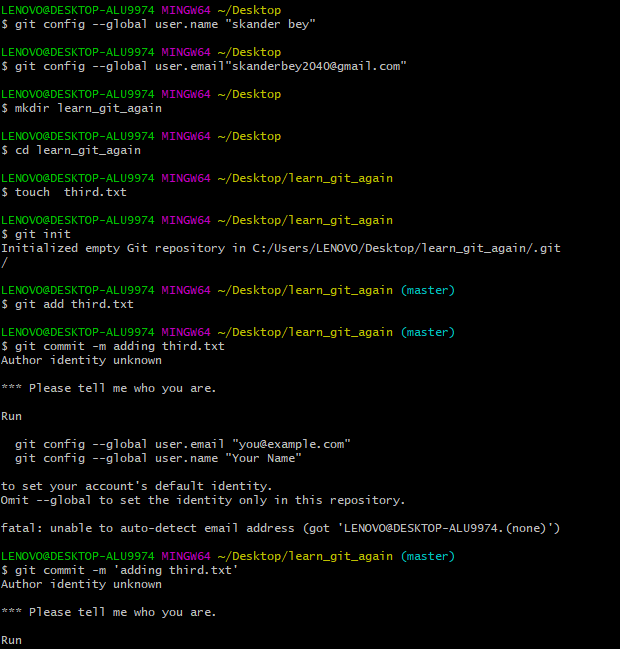 LENOVO@DESKTOP-ALU9974 MINGW64 ~/Desktop
$ git config --global user.name "skander bey"
LENOVO@DESKTOP-ALU9974 MINGW64 ~/Desktop
$ git config --global user.email"skanderbey2040@gmail.com"
LENOVO@DESKTOP-ALU9974 MINGW64 ~/Desktop
$ mkdir learn_git_again
LENOVO@DESKTOP-ALU9974 MINGW64 ~/Desktop
$ cd learn_git_again
LENOVO@DESKTOP-ALU9974 MINGW64 ~/Desktop/learn_git_again
$ touch  third.txt
LENOVO@DESKTOP-ALU9974 MINGW64 ~/Desktop/learn_git_again
$ git init
Initialized empty Git repository in C:/Users/LENOVO/Desktop/learn_git_again/.git
/
LENOVO@DESKTOP-ALU9974 MINGW64 ~/Desktop/learn_git_again (master)
$ git add third.txt
LENOVO@DESKTOP-ALU9974 MINGW64 ~/Desktop/learn_git_again (master)
$ git commit -m adding third.txt
Author identity unknown
*** Please tell me who you are.
Run
  git config --global user.email "you@example.com"
  git config --global user.name "Your Name"
to set your account's default identity.
Omit --global to set the identity only in this repository.
fatal: unable to auto-detect email address (got 'LENOVO@DESKTOP-ALU9974.(none)')
LENOVO@DESKTOP-ALU9974 MINGW64 ~/Desktop/learn_git_again (master)
$ git commit -m 'adding third.txt'
Author identity unknown
*** Please tell me who you are.
Run